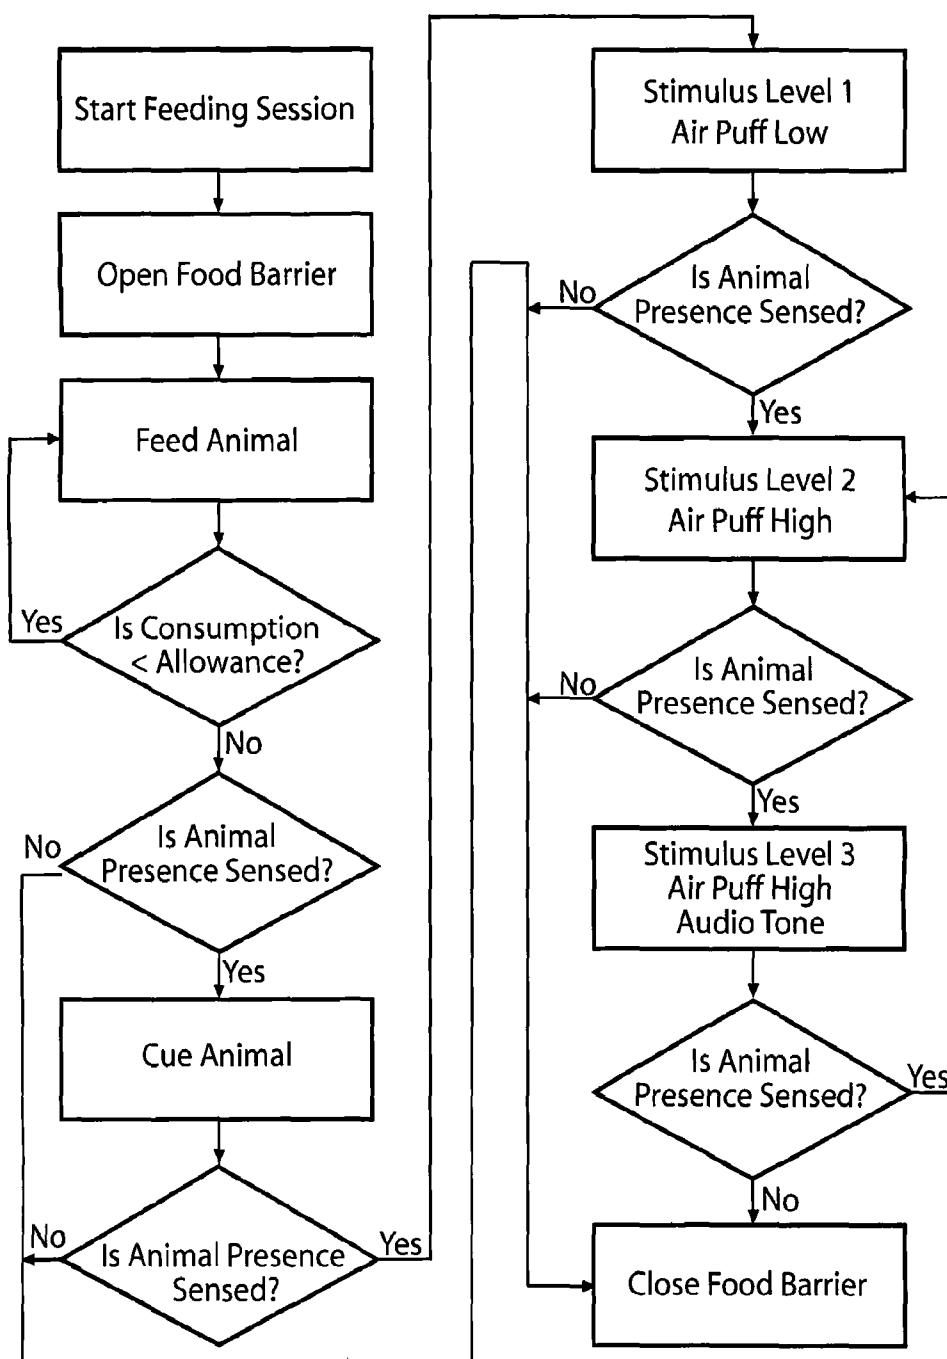 Start Feeding Session
Open Food Barrier
Feed Animal
Yes
Is Consumption
< Allowance?
No
No
Is Animal
Presence Sensed?
Yes
Cue Animal
No
Is Animal Presence
Sensed?
Yes
Stimulus Level 1
Air Puff Low
No
Is Animal
Presence Sensed?
Yes
Stimulus Level 2
Air Puff High
No
Is Animal
Presence Sensed?
Yes
Stimulus Level 3
Air Puff High
Audio Tone
Is Animal
Presence Sensed?
Yes
No
Close Food Barrier